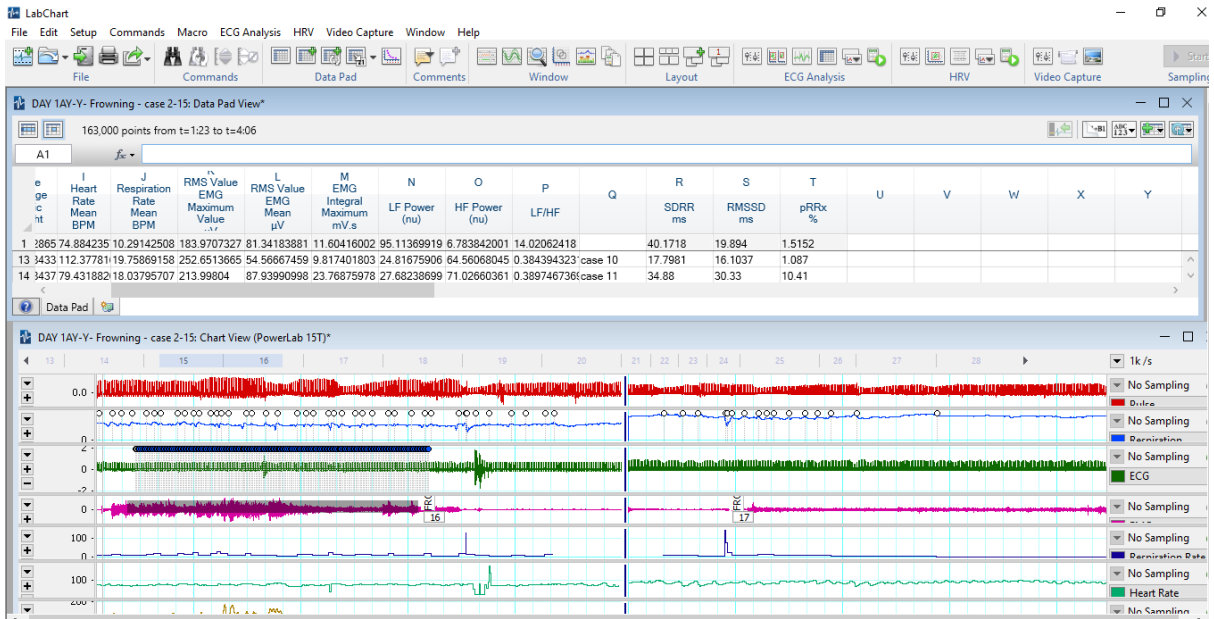 LabChart
File Edit Setup Commands Macro ECG Analysis HRV Video Capture Window Help
File Commands Data Pad Comments Window Layout ECG Analysis HRV Video Capture Sampling
Start
DAY 1AY-Y- Frowning - case 2-15: Data Pad View*
163,000 points from t=1:23 to t=4:06
A1
I J L M N O P Q R S T U V W X Y
Heart Rate Mean BPM
Respiration Rate Mean BPM
RMS Value EMG Maximum Value
RMS Value EMG Mean µV
EMG Integral Maximum mV.s
LF Power (nu)
HF Power (nu)
LF/HF
SDRR ms
RMSSD ms
pRRx %
1 2865 74.884235 10.29142508 183.9707327 81.34183881 11.60416002 95.11369919 6.783842001 14.02062418 40.1718 19.894 1.5152
13 3433 112.37781 19.75869158 252.6513665 54.56667459 9.817401803 24.81675906 64.56068045 0.384394323 case 10 17.7981 16.1037 1.087
14 3437 79.431882 18.03795707 213.99804 87.93990998 23.76875978 27.68238699 71.02660361 0.389746736 case 11 34.88 30.33 10.41
Data Pad
DAY 1AY-Y- Frowning - case 2-15: Chart View (PowerLab 15T)*
13 14 15 16 17 18 19 20 21 22 23 24 25 26 27 28 1k /s
0.0 No Sampling
Pulse
No Sampling
0
Respiration
2 No Sampling
0 ECG
-2
0 No Sampling
16 17
100 No Sampling
0 Respiration Rate
No Sampling
100 Heart Rate
200 No Sampling